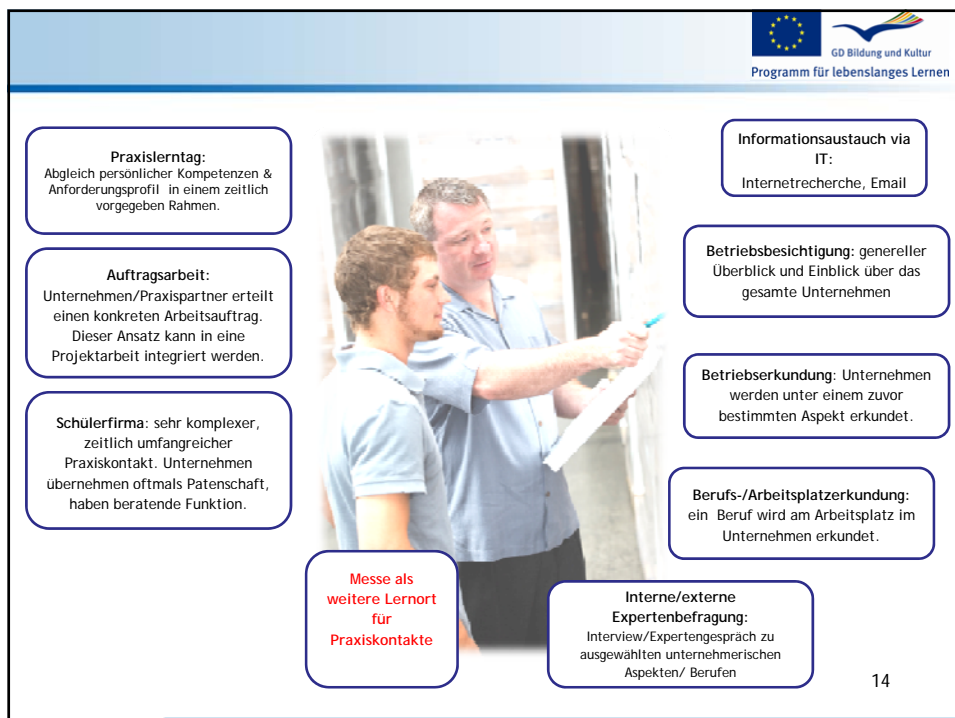 GD Bildung und Kultur
Programm für lebenslanges Lernen
Praxislerntag:
Abgleich persönlicher Kompetenzen &
Anforderungsprofil in einem zeitlich
vorgegeben Rahmen.
Auftragsarbeit:
Unternehmen/Praxispartner erteilt
einen konkreten Arbeitsauftrag.
Dieser Ansatz kann in eine
Projektarbeit integriert werden.
Schülerfirma: sehr komplexer,
zeitlich umfangreicher
Praxiskontakt. Unternehmen
übernehmen oftmals Patenschaft,
haben beratende Funktion.
Messe als
weitere Lernort
für
Praxiskontakte
Informationsaustauch via
IT:
Internetrecherche, Email
Betriebsbesichtigung: genereller
Überblick und Einblick über das
gesamte Unternehmen
Betriebserkundung: Unternehmen
werden unter einem zuvor
bestimmten Aspekt erkundet.
Berufs-/Arbeitsplatzerkundung:
ein Beruf wird am Arbeitsplatz im
Unternehmen erkundet.
Interne/externe
Expertenbefragung:
Interview/Expertengespräch zu
ausgewählten unternehmerischen
Aspekten/ Berufen
14